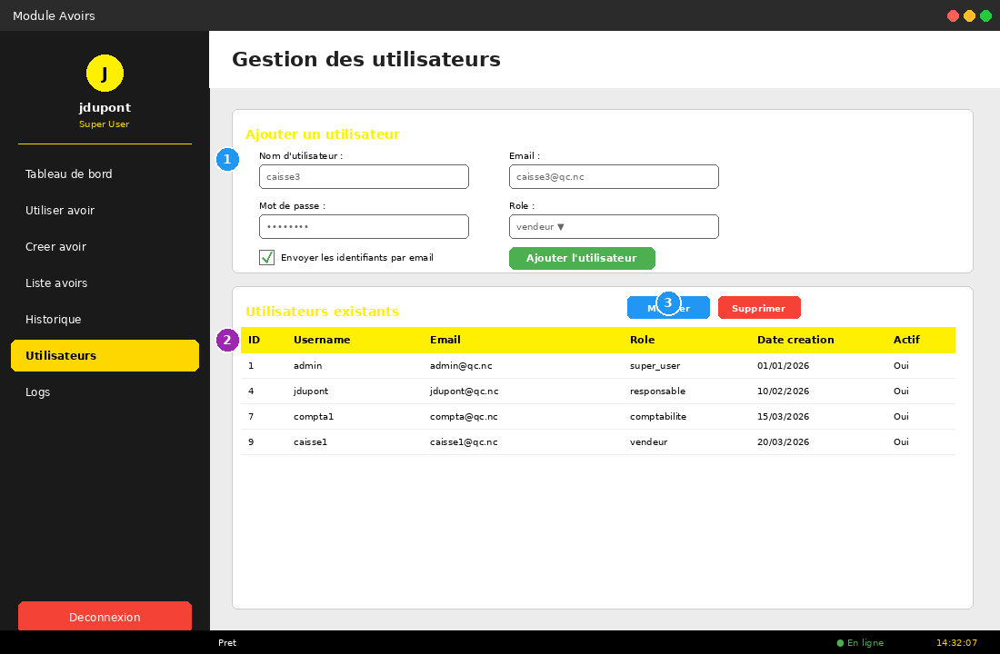 Module Avoirs
J
jdupont
Super User
Tableau de bord
Utiliser avoir
Creer avoir
Liste avoirs
Historique
Utilisateurs
Logs
Deconnexion
Gestion des utilisateurs
Ajouter un utilisateur
1
Nom d'utilisateur : Email :
caisse3 caisse3@qc.nc
Mot de passe : Role :
•••••••• vendeur ▼
Envoyer les identifiants par email Ajouter l'utilisateur
Utilisateurs existants 3 Supprimer
2
ID Username Email Role Date creation Actif
1 admin admin@qc.nc super_user 01/01/2026 Oui
4 jdupont jdupont@qc.nc responsable 10/02/2026 Oui
7 compta1 compta@qc.nc comptabilite 15/03/2026 Oui
9 caisse1 caisse1@qc.nc vendeur 20/03/2026 Oui
Pret En ligne 14:32:07